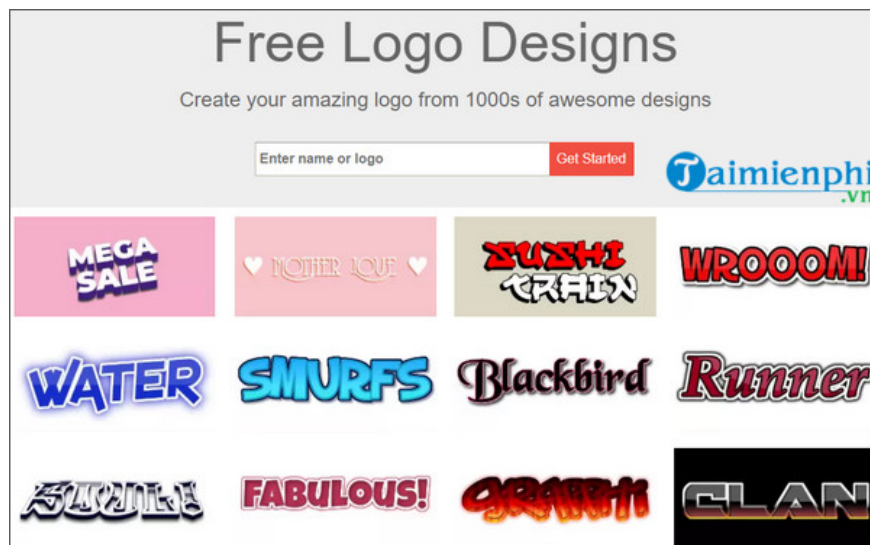 Free Logo Designs
Create your amazing logo from 1000s of awesome designs
Enter name or logo
Get Started
Taimienphi
.vn
MEGA
SALE
MOTHER LOVE
SUSHI
TRAIN
WROOOM!
WATER
SMURFS
Blackbird
Runner
SOUL!
FABULOUS!
GRAFFITI
CLAN